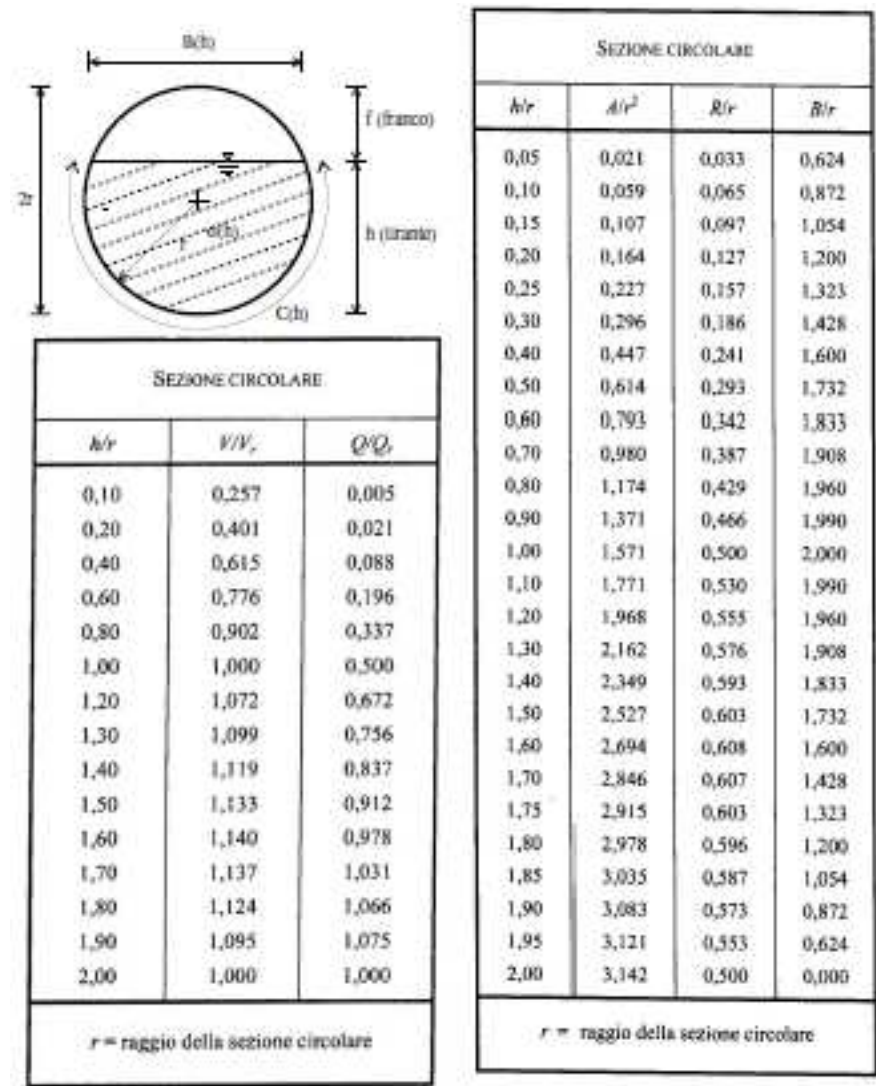 B(h)
f (franco)
2r
r
α(h)
h (tirante)
C(h)
SEZIONE CIRCOLARE
h/r V/Vr Q/Qr
0,10 0,257 0,005
0,20 0,401 0,021
0,40 0,615 0,088
0,60 0,776 0,196
0,80 0,902 0,337
1,00 1,000 0,500
1,20 1,072 0,672
1,30 1,099 0,756
1,40 1,119 0,837
1,50 1,133 0,912
1,60 1,140 0,978
1,70 1,137 1,031
1,80 1,124 1,066
1,90 1,095 1,075
2,00 1,000 1,000
r = raggio della sezione circolare
SEZIONE CIRCOLARE
h/r A/r² R/r B/r
0,05 0,021 0,033 0,624
0,10 0,059 0,065 0,872
0,15 0,107 0,097 1,054
0,20 0,164 0,127 1,200
0,25 0,227 0,157 1,323
0,30 0,296 0,186 1,428
0,40 0,447 0,241 1,600
0,50 0,614 0,293 1,732
0,60 0,793 0,342 1,833
0,70 0,980 0,387 1,908
0,80 1,174 0,429 1,960
0,90 1,371 0,466 1,990
1,00 1,571 0,500 2,000
1,10 1,771 0,530 1,990
1,20 1,968 0,555 1,960
1,30 2,162 0,576 1,908
1,40 2,349 0,593 1,833
1,50 2,527 0,603 1,732
1,60 2,694 0,608 1,600
1,70 2,846 0,607 1,428
1,75 2,915 0,603 1,323
1,80 2,978 0,596 1,200
1,85 3,035 0,587 1,054
1,90 3,083 0,573 0,872
1,95 3,121 0,553 0,624
2,00 3,142 0,500 0,000
r = raggio della sezione circolare